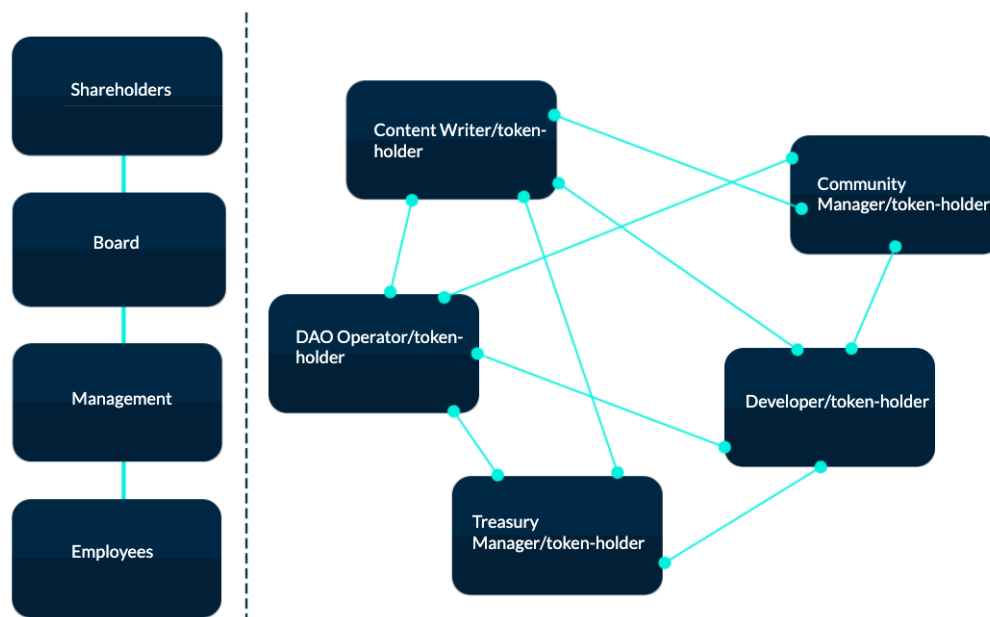 Shareholders
Board
Management
Employees
Content Writer/token-
holder
Community
Manager/token-holder
DAO Operator/token-
holder
Developer/token-holder
Treasury
Manager/token-holder